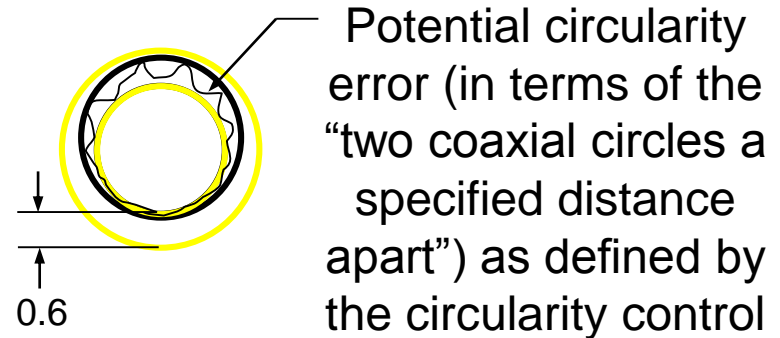 Potential circularity
error (in terms of the
“two coaxial circles a
specified distance
apart”) as defined by
the circularity control
0.6